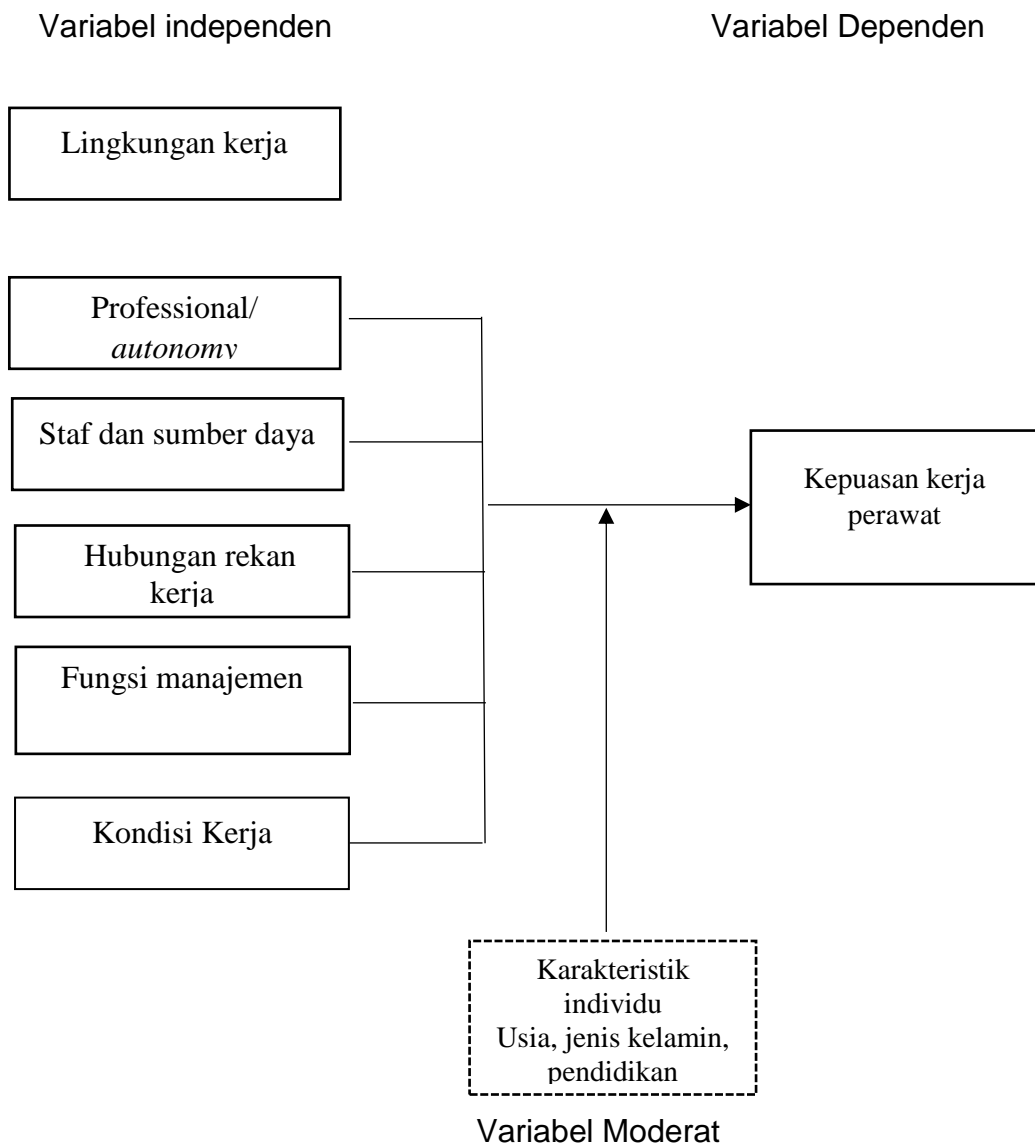 Variabel independen
Variabel Dependen
Lingkungan kerja
Professional/
autonomy
Staf dan sumber daya
Hubungan rekan
kerja
Fungsi manajemen
Kondisi Kerja
Kepuasan kerja
perawat
Karakteristik
individu
Usia, jenis kelamin,
pendidikan
Variabel Moderat